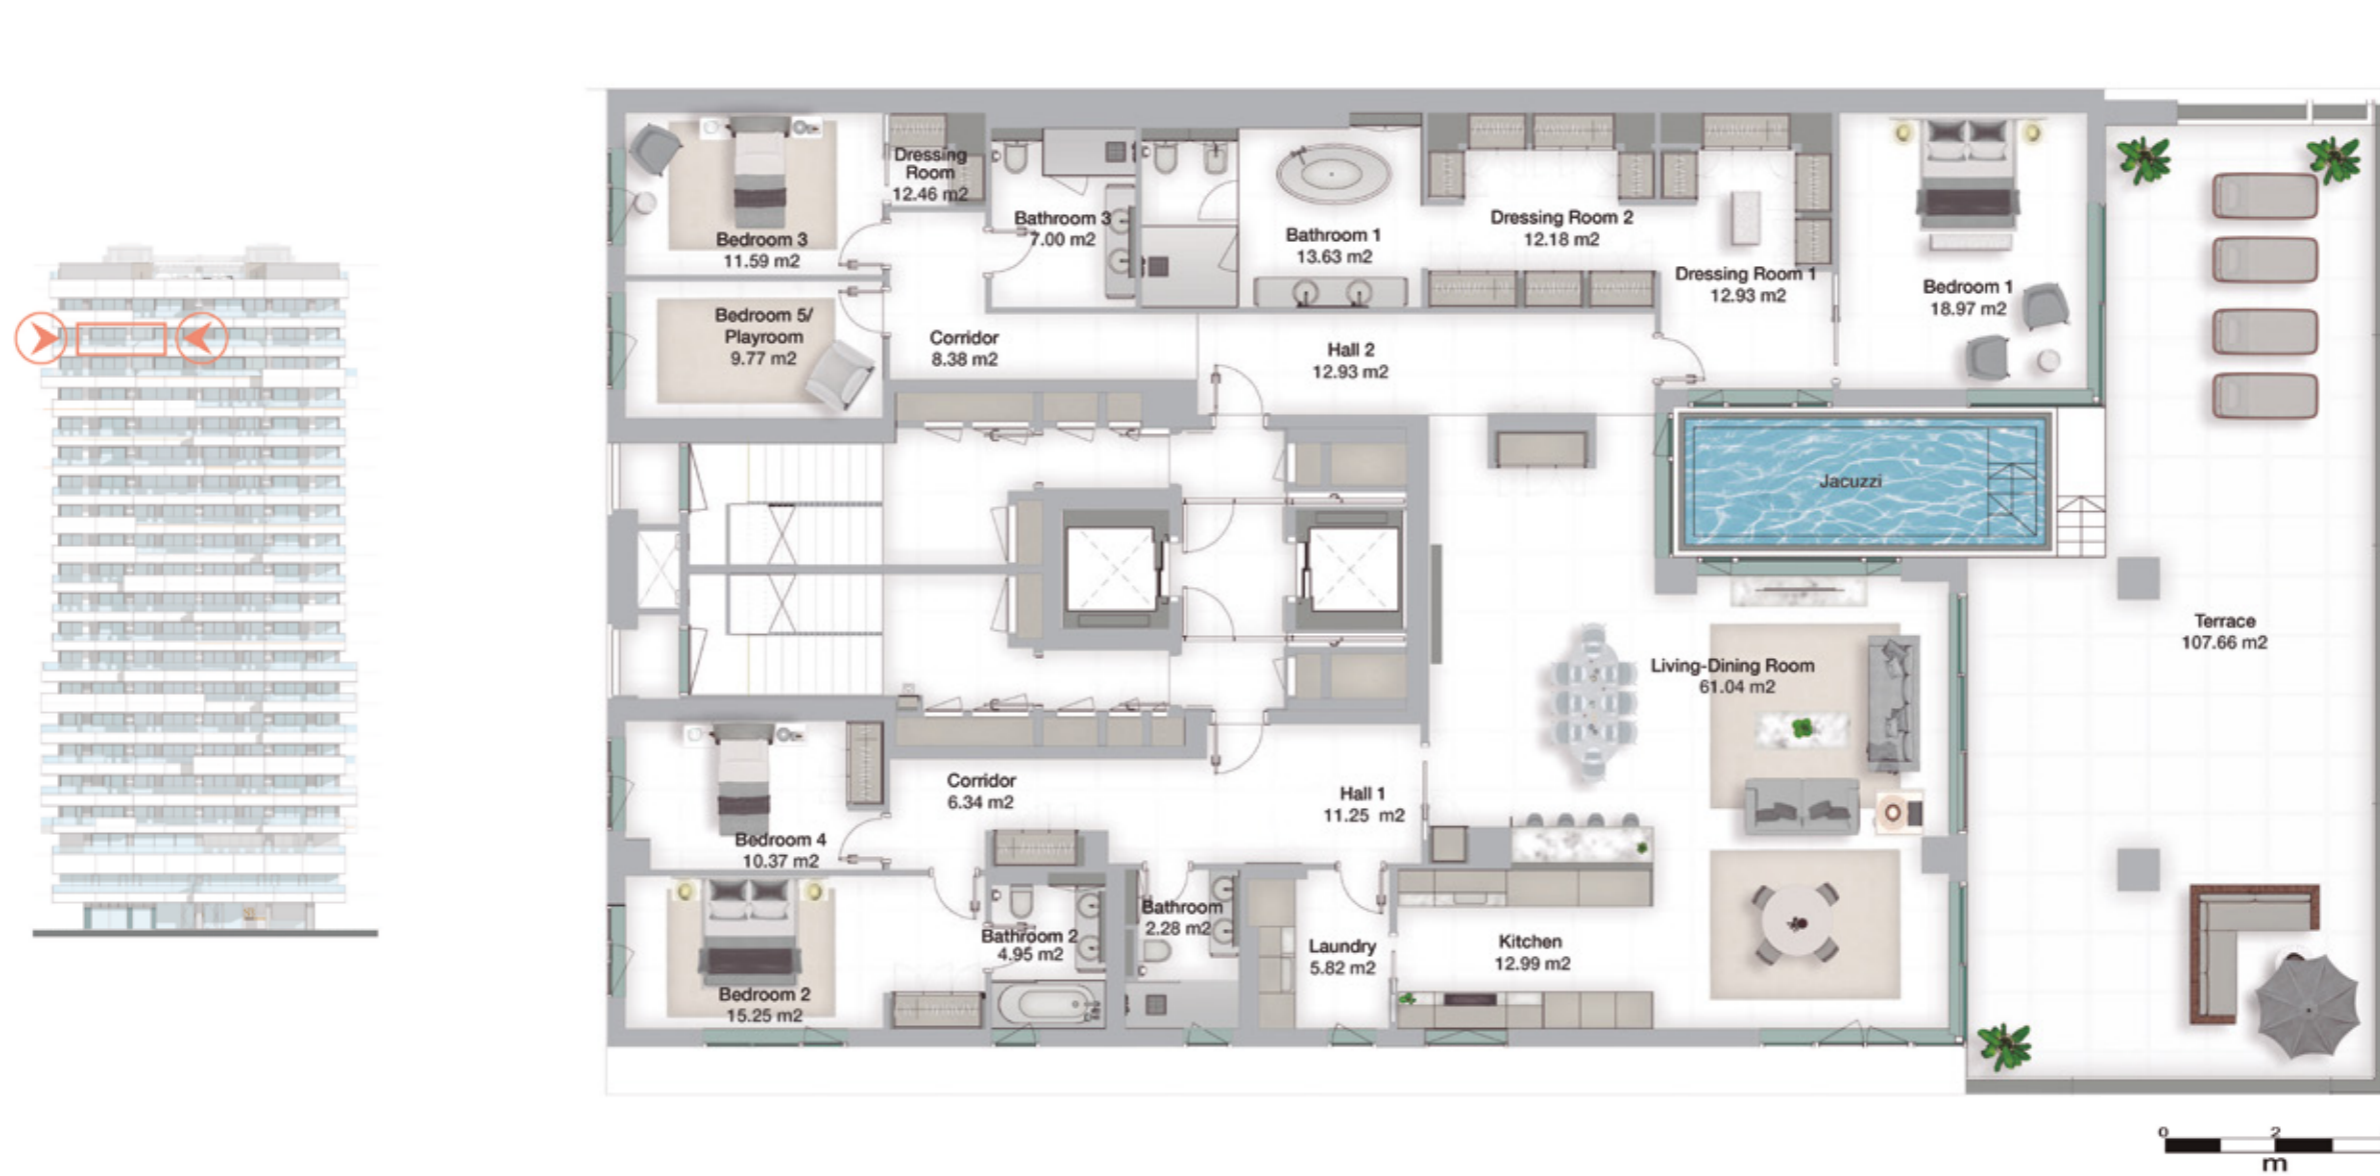 Bedroom 3
11.59 m2
Dressing
Room
12.46 m2
Bathroom 3
7.00 m2
Bathroom 1
13.63 m2
Dressing Room 2
12.18 m2
Dressing Room 1
12.93 m2
Bedroom 1
18.97 m2
Bedroom 5/
Playroom
9.77 m2
Corridor
8.38 m2
Hall 2
12.93 m2
Jacuzzi
Terrace
107.66 m2
Living-Dining Room
61.04 m2
Bedroom 4
10.37 m2
Corridor
6.34 m2
Hall 1
11.25 m2
Bedroom 2
15.25 m2
Bathroom 2
4.95 m2
Bathroom
2.28 m2
Laundry
5.82 m2
Kitchen
12.99 m2
0 2
m